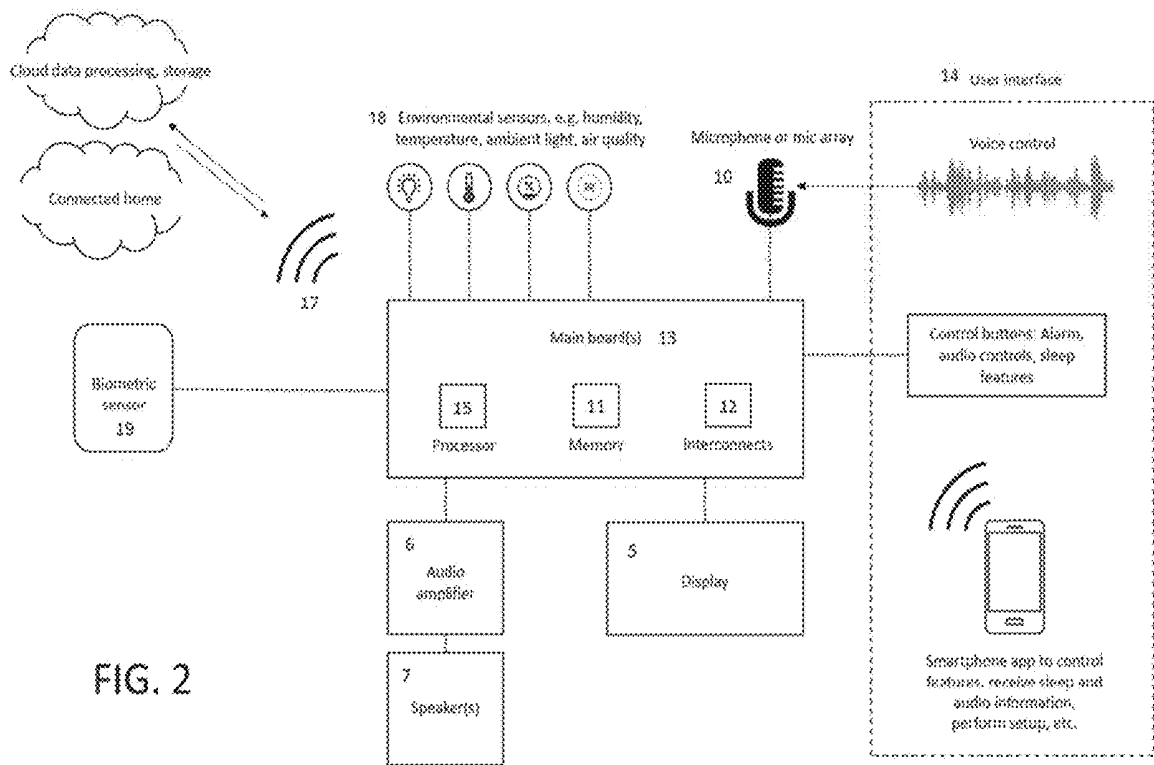 Cloud data processing, storage
Connected home
17
18 Environmental sensors, e.g. humidity,
temperature, ambient light, air quality
Microphone or mic array
10
14 User interface
Voice control
Control buttons: Alarm,
audio controls, sleep
features
Smartphone app to control
features, receive sleep and
audio information,
perform setup, etc.
Biometric
sensor
19
Main board(s) 13
15
Processor
11
Memory
12
Interconnects
6
Audio
amplifier
5
Display
7
Speaker(s)
FIG. 2